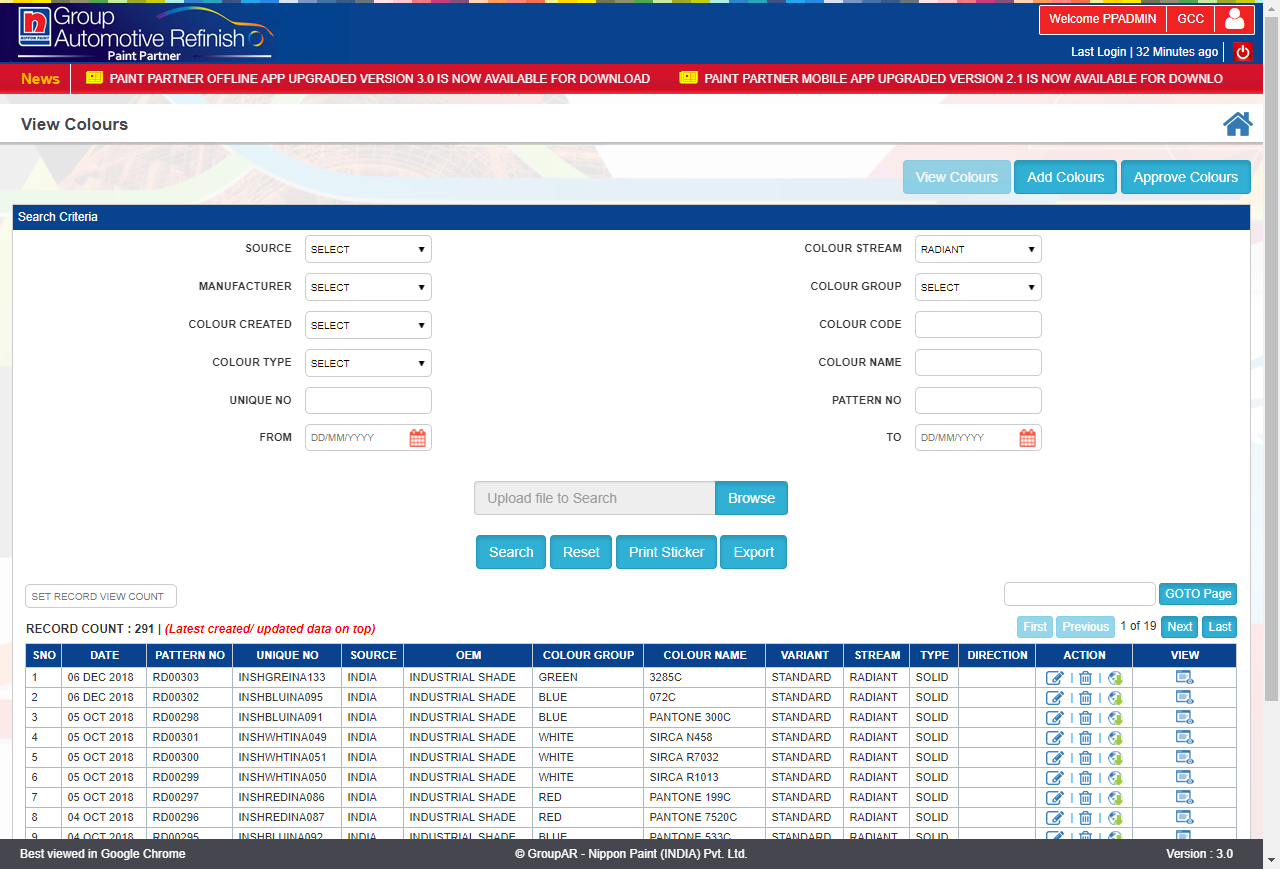 Group
Automotive Refinish
Paint Partner
NIPPON PAINT
Welcome PPADMIN GCC
Last Login | 32 Minutes ago
News PAINT PARTNER OFFLINE APP UPGRADED VERSION 3.0 IS NOW AVAILABLE FOR DOWNLOAD PAINT PARTNER MOBILE APP UPGRADED VERSION 2.1 IS NOW AVAILABLE FOR DOWNLO
View Colours
View Colours Add Colours Approve Colours
Search Criteria
SOURCE SELECT COLOUR STREAM RADIANT
MANUFACTURER SELECT COLOUR GROUP SELECT
COLOUR CREATED SELECT COLOUR CODE
COLOUR TYPE SELECT COLOUR NAME
UNIQUE NO PATTERN NO
FROM DD/MM/YYYY TO DD/MM/YYYY
Upload file to Search Browse
Search Reset Print Sticker Export
SET RECORD VIEW COUNT GOTO Page
RECORD COUNT : 291 | (Latest created/ updated data on top) First Previous 1 of 19 Next Last
SNO DATE PATTERN NO UNIQUE NO SOURCE OEM COLOUR GROUP COLOUR NAME VARIANT STREAM TYPE DIRECTION ACTION VIEW
1 06 DEC 2018 RD00303 INSHGREINA133 INDIA INDUSTRIAL SHADE GREEN 3285C STANDARD RADIANT SOLID
2 06 DEC 2018 RD00302 INSHBLUINA095 INDIA INDUSTRIAL SHADE BLUE 072C STANDARD RADIANT SOLID
3 05 OCT 2018 RD00298 INSHBLUINA091 INDIA INDUSTRIAL SHADE BLUE PANTONE 300C STANDARD RADIANT SOLID
4 05 OCT 2018 RD00301 INSHWHTINA049 INDIA INDUSTRIAL SHADE WHITE SIRCA N458 STANDARD RADIANT SOLID
5 05 OCT 2018 RD00300 INSHWHTINA051 INDIA INDUSTRIAL SHADE WHITE SIRCA R7032 STANDARD RADIANT SOLID
6 05 OCT 2018 RD00299 INSHWHTINA050 INDIA INDUSTRIAL SHADE WHITE SIRCA R1013 STANDARD RADIANT SOLID
7 05 OCT 2018 RD00297 INSHREDINA086 INDIA INDUSTRIAL SHADE RED PANTONE 199C STANDARD RADIANT SOLID
8 04 OCT 2018 RD00296 INSHREDINA087 INDIA INDUSTRIAL SHADE RED PANTONE 7520C STANDARD RADIANT SOLID
9 04 OCT 2018 RD00295 INSHBLUINA092 INDIA INDUSTRIAL SHADE BLUE PANTONE 533C STANDARD RADIANT SOLID
Best viewed in Google Chrome © GroupAR - Nippon Paint (INDIA) Pvt. Ltd. Version : 3.0